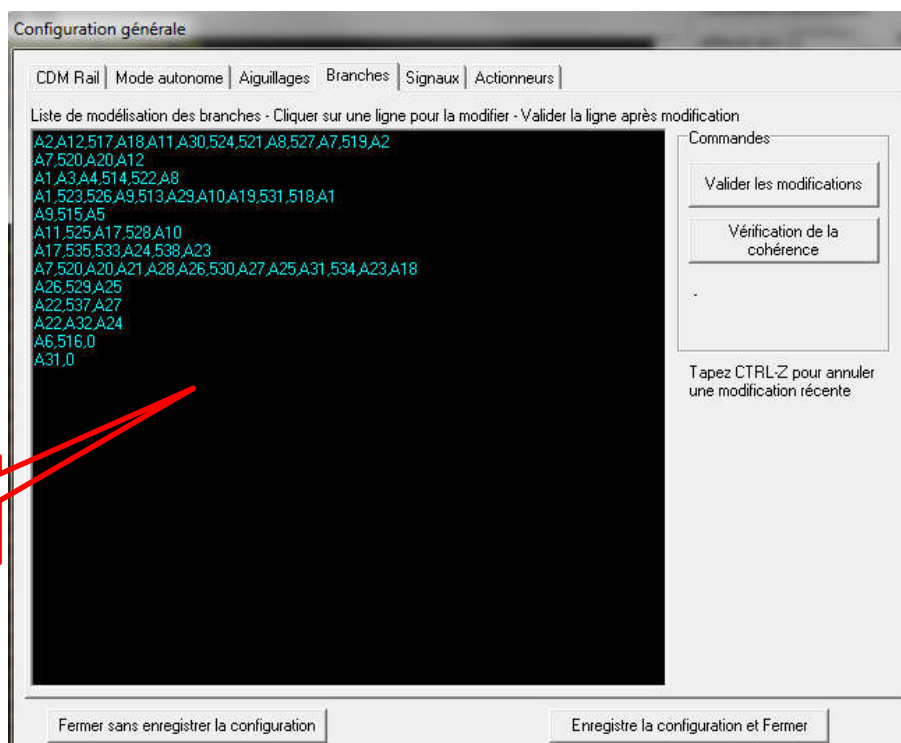 Configuration générale
CDM Rail Mode autonome Aiguillages Branches Signaux Actionneurs
Liste de modélisation des branches - Cliquer sur une ligne pour la modifier - Valider la ligne après modification
A2,A12,517,A18,A11,A30,524,521,A8,527,A7,519,A2
A7,520,A20,A12
A1,A3,A4,514,522,A8
A1,523,526,A9,513,A29,A10,A19,531,518,A1
A9,515,A5
A11,525,A17,528,A10
A17,535,533,A24,538,A23
A7,520,A20,A21,A28,A26,530,A27,A25,A31,534,A23,A18
A26,529,A25
A22,537,A27
A22,A32,A24
A6,516,0
A31,0
Commandes
Valider les modifications
Vérification de la
cohérence
.
Tapez CTRL-Z pour annuler
une modification récente
Fermer sans enregistrer la configuration
Enregistre la configuration et Fermer